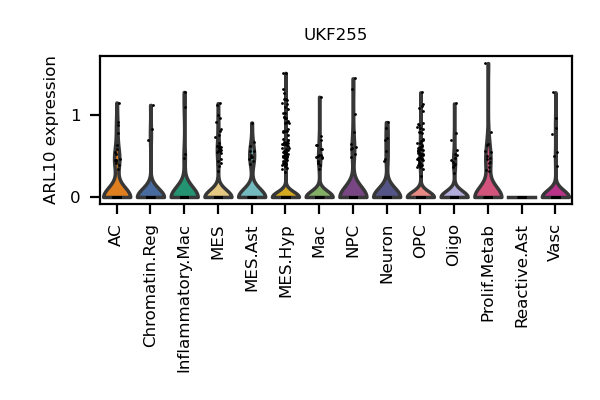 UKF255
ARL10 expression
1
0
AC
Chromatin.Reg
Inflammatory.Mac
MES
MES.Ast
MES.Hyp
Mac
NPC
Neuron
OPC
Oligo
Prolif.Metab
Reactive.Ast
Vasc